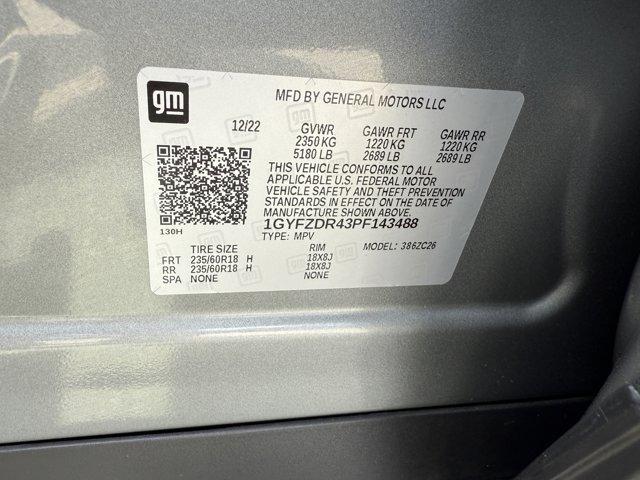 gm
MFD BY GENERAL MOTORS LLC
12/22 GVWR GAWR FRT GAWR RR
2350 KG 1220 KG 1220 KG
5180 LB 2689 LB 2689 LB
THIS VEHICLE CONFORMS TO ALL
APPLICABLE U.S. FEDERAL MOTOR
VEHICLE SAFETY AND THEFT PREVENTION
STANDARDS IN EFFECT ON THE DATE OF
MANUFACTURE SHOWN ABOVE.
130H
1GYFZDR43PF143488
TYPE: MPV MODEL: 386ZC26
TIRE SIZE RIM
FRT 235/60R18 H 18X8J
RR 235/60R18 H 18X8J
SPA NONE NONE